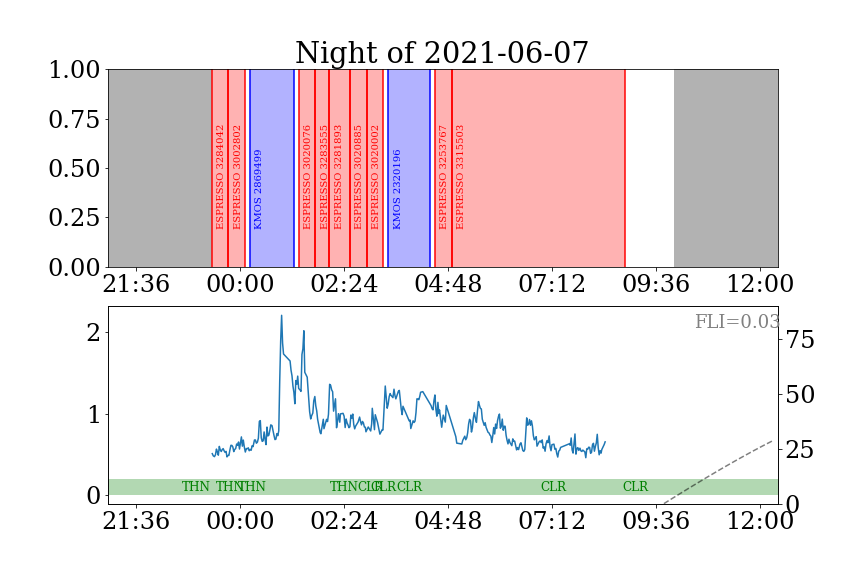 Night of 2021-06-07
1.00
0.75
0.50
0.25
0.00
ESPRESSO 3284042
ESPRESSO 3002802
KMOS 2869499
ESPRESSO 3020076
ESPRESSO 3283555
ESPRESSO 3281893
ESPRESSO 3020885
ESPRESSO 3020002
KMOS 2320196
ESPRESSO 3253767
ESPRESSO 3315503
21:36 00:00 02:24 04:48 07:12 09:36 12:00
FLI=0.03
2
1
0
75
50
25
0
THN THN THN THN CLR CLR CLR CLR CLR
21:36 00:00 02:24 04:48 07:12 09:36 12:00